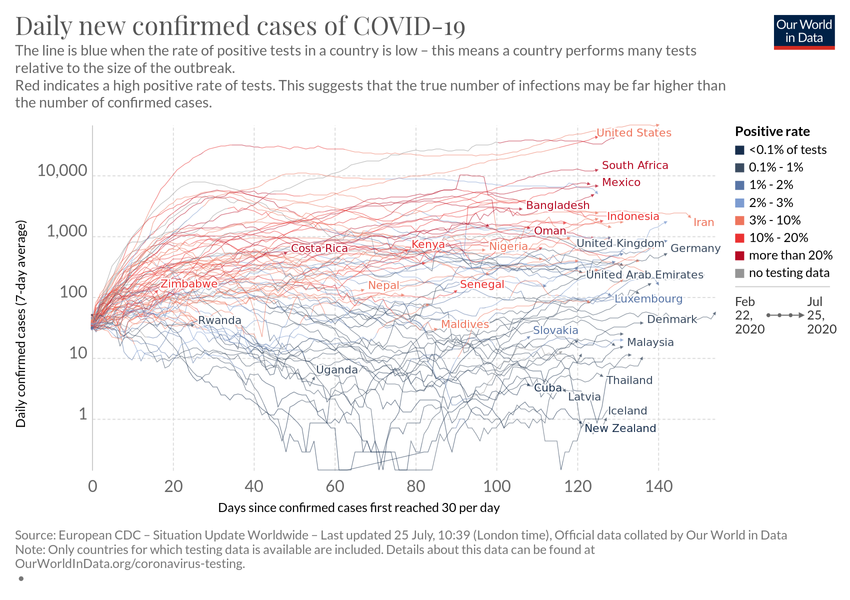 Daily new confirmed cases of COVID-19
Our World
in Data
The line is blue when the rate of positive tests in a country is low – this means a country performs many tests
relative to the size of the outbreak.
Red indicates a high positive rate of tests. This suggests that the true number of infections may be far higher than
the number of confirmed cases.
Daily confirmed cases (7-day average)
10,000
1,000
100
10
1
United States
South Africa
Mexico
Bangladesh
Indonesia
Iran
Oman
United Kingdom
Germany
Costa Rica
Kenya
Nigeria
United Arab Emirates
Zimbabwe
Nepal
Senegal
Luxembourg
Rwanda
Maldives
Slovakia
Denmark
Malaysia
Uganda
Thailand
Cuba
Latvia
Iceland
New Zealand
0
20
40
60
80
100
120
140
Days since confirmed cases first reached 30 per day
Positive rate
<0.1% of tests
0.1% - 1%
1% - 2%
2% - 3%
3% - 10%
10% - 20%
more than 20%
no testing data
Feb
22,
2020
Jul
25,
2020
Source: European CDC – Situation Update Worldwide – Last updated 25 July, 10:39 (London time), Official data collated by Our World in Data
Note: Only countries for which testing data is available are included. Details about this data can be found at
OurWorldInData.org/coronavirus-testing.
•